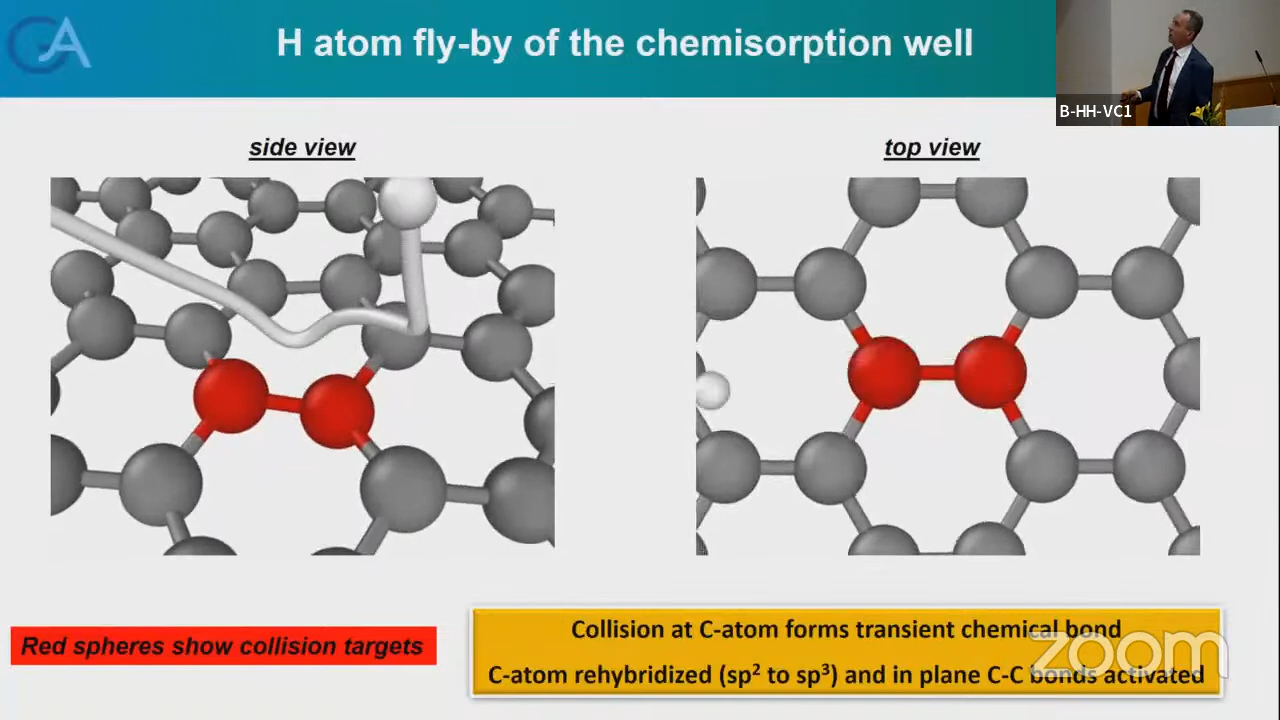 GA
H atom fly-by of the chemisorption well
B-HH-VC1
side view
top view
Red spheres show collision targets
Collision at C-atom forms transient chemical bond
C-atom rehybridized (sp² to sp³) and in plane C-C bonds activated
zoom